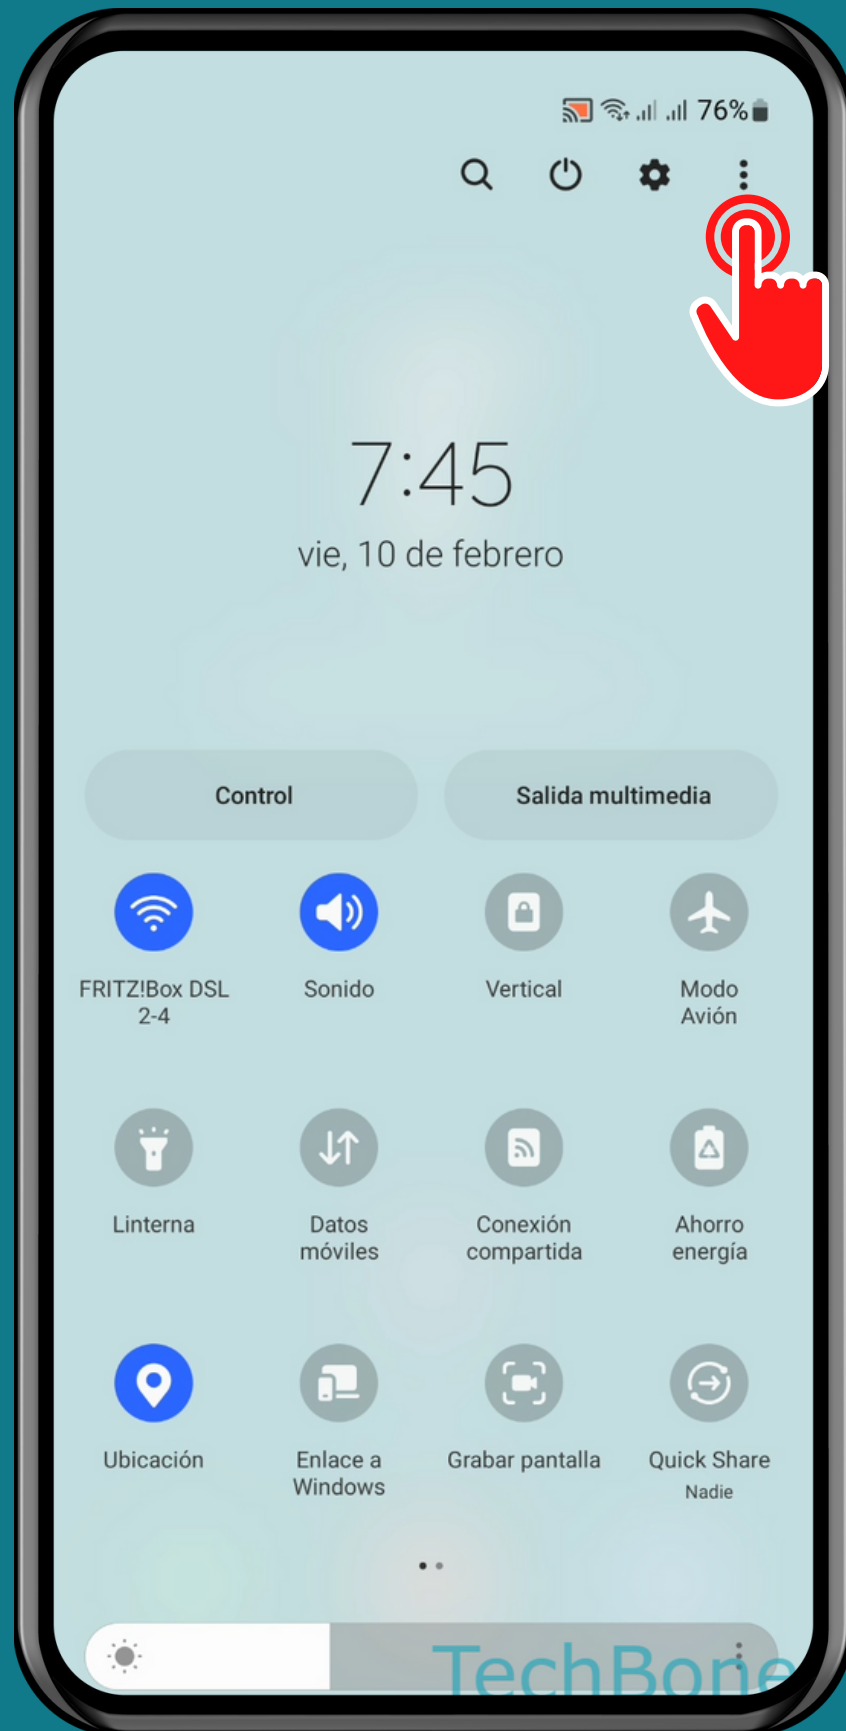 76%
7:45
vie, 10 de febrero
Control
Salida multimedia
FRITZ!Box DSL
2-4
Sonido
Vertical
Modo
Avión
Linterna
Datos
móviles
Conexión
compartida
Ahorro
energía
Ubicación
Enlace a
Windows
Grabar pantalla
Quick Share
Nadie
TechBone